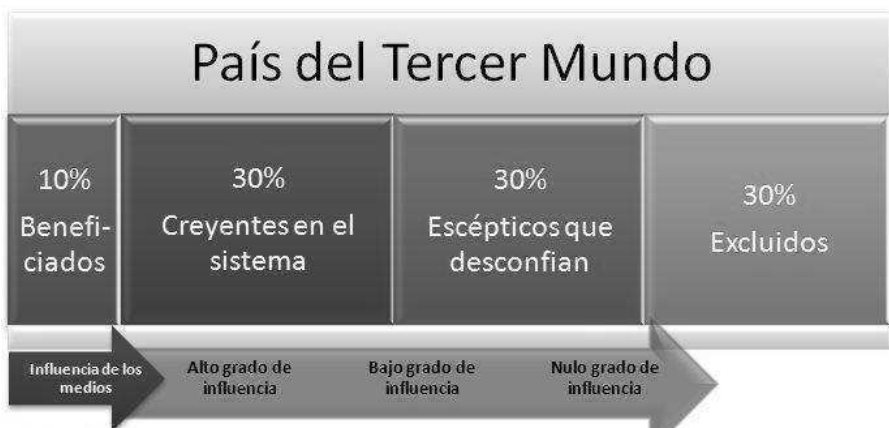 País del Tercer Mundo
10%
Benefi-
ciados
30%
Creyentes en el
sistema
30%
Escépticos que
desconfian
30%
Excluidos
Influencia de los
medios
Alto grado de
influencia
Bajo grado de
influencia
Nulo grado de
influencia